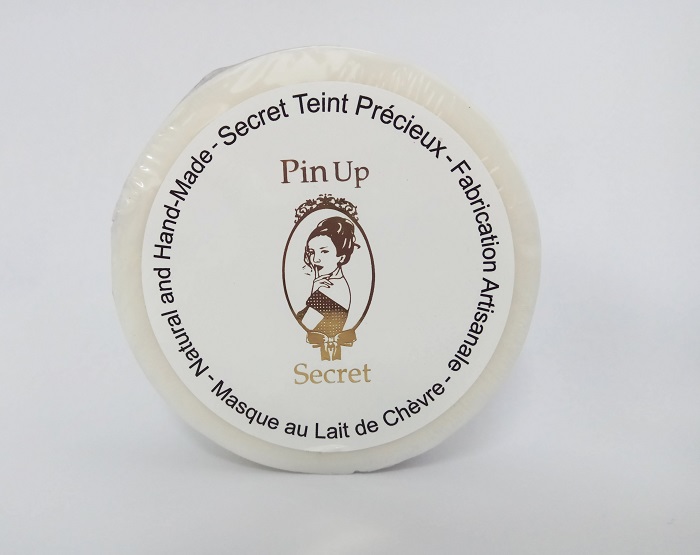 Secret Teint Précieux - Fabrication Artisanale - Masque au Lait de Chèvre - Natural and Hand-Made -
Pin Up
Secret